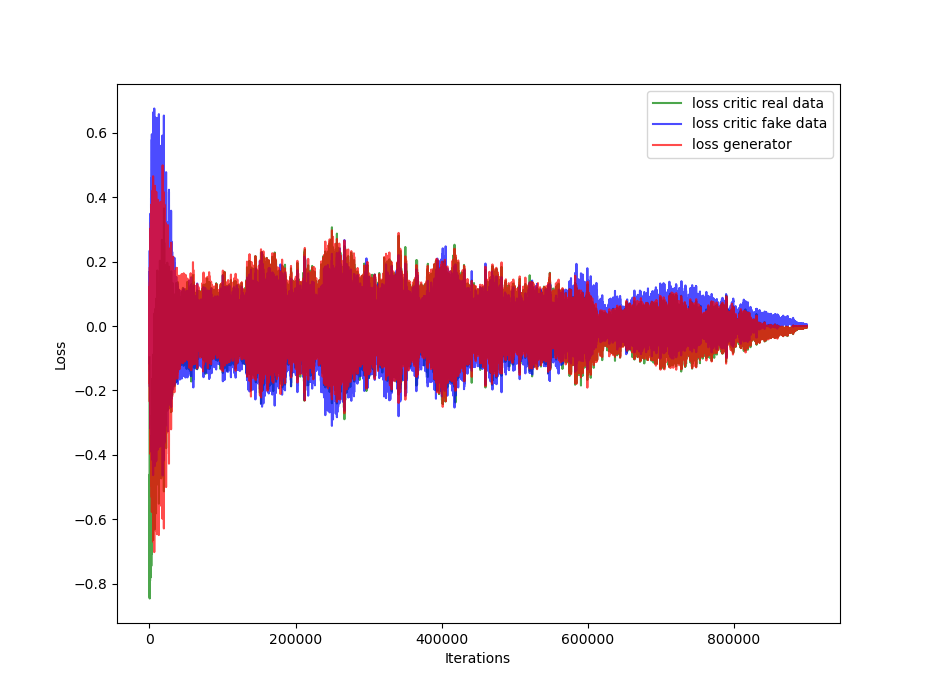 loss critic real data
loss critic fake data
loss generator
0.6
0.4
0.2
0.0
−0.2
−0.4
−0.6
−0.8
Loss
0 200000 400000 600000 800000
Iterations